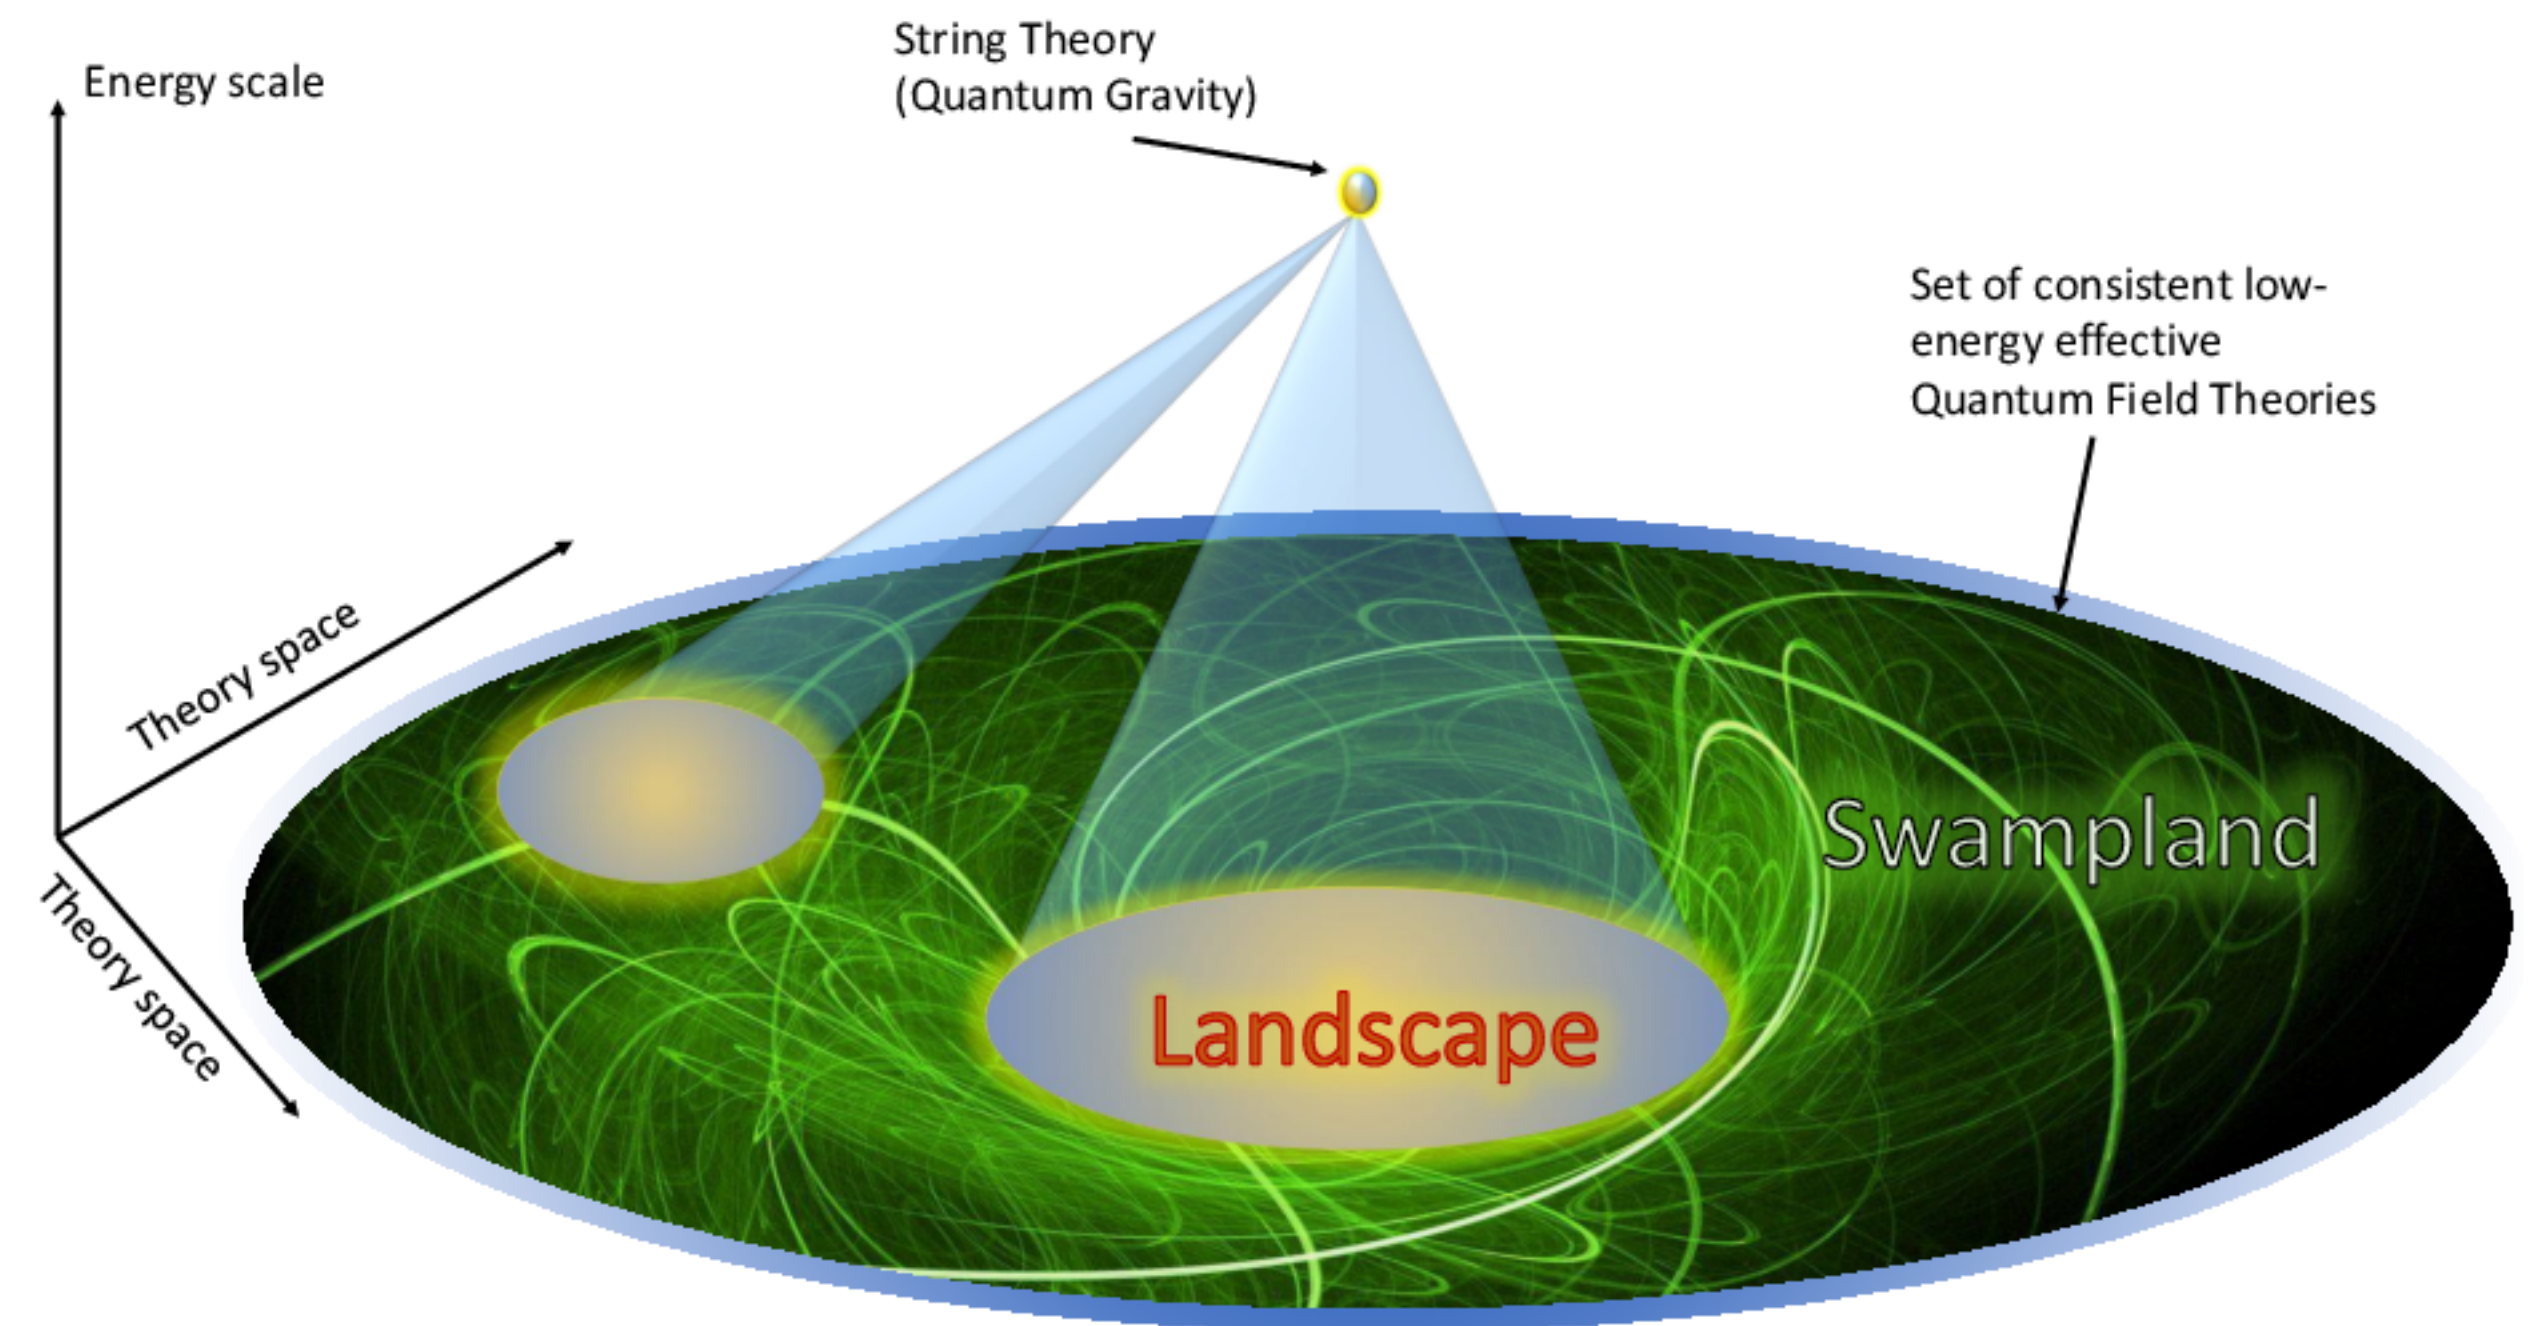 Energy scale
String Theory
(Quantum Gravity)
Set of consistent low-
energy effective
Quantum Field Theories
Theory space
Theory space
Swampland
Landscape